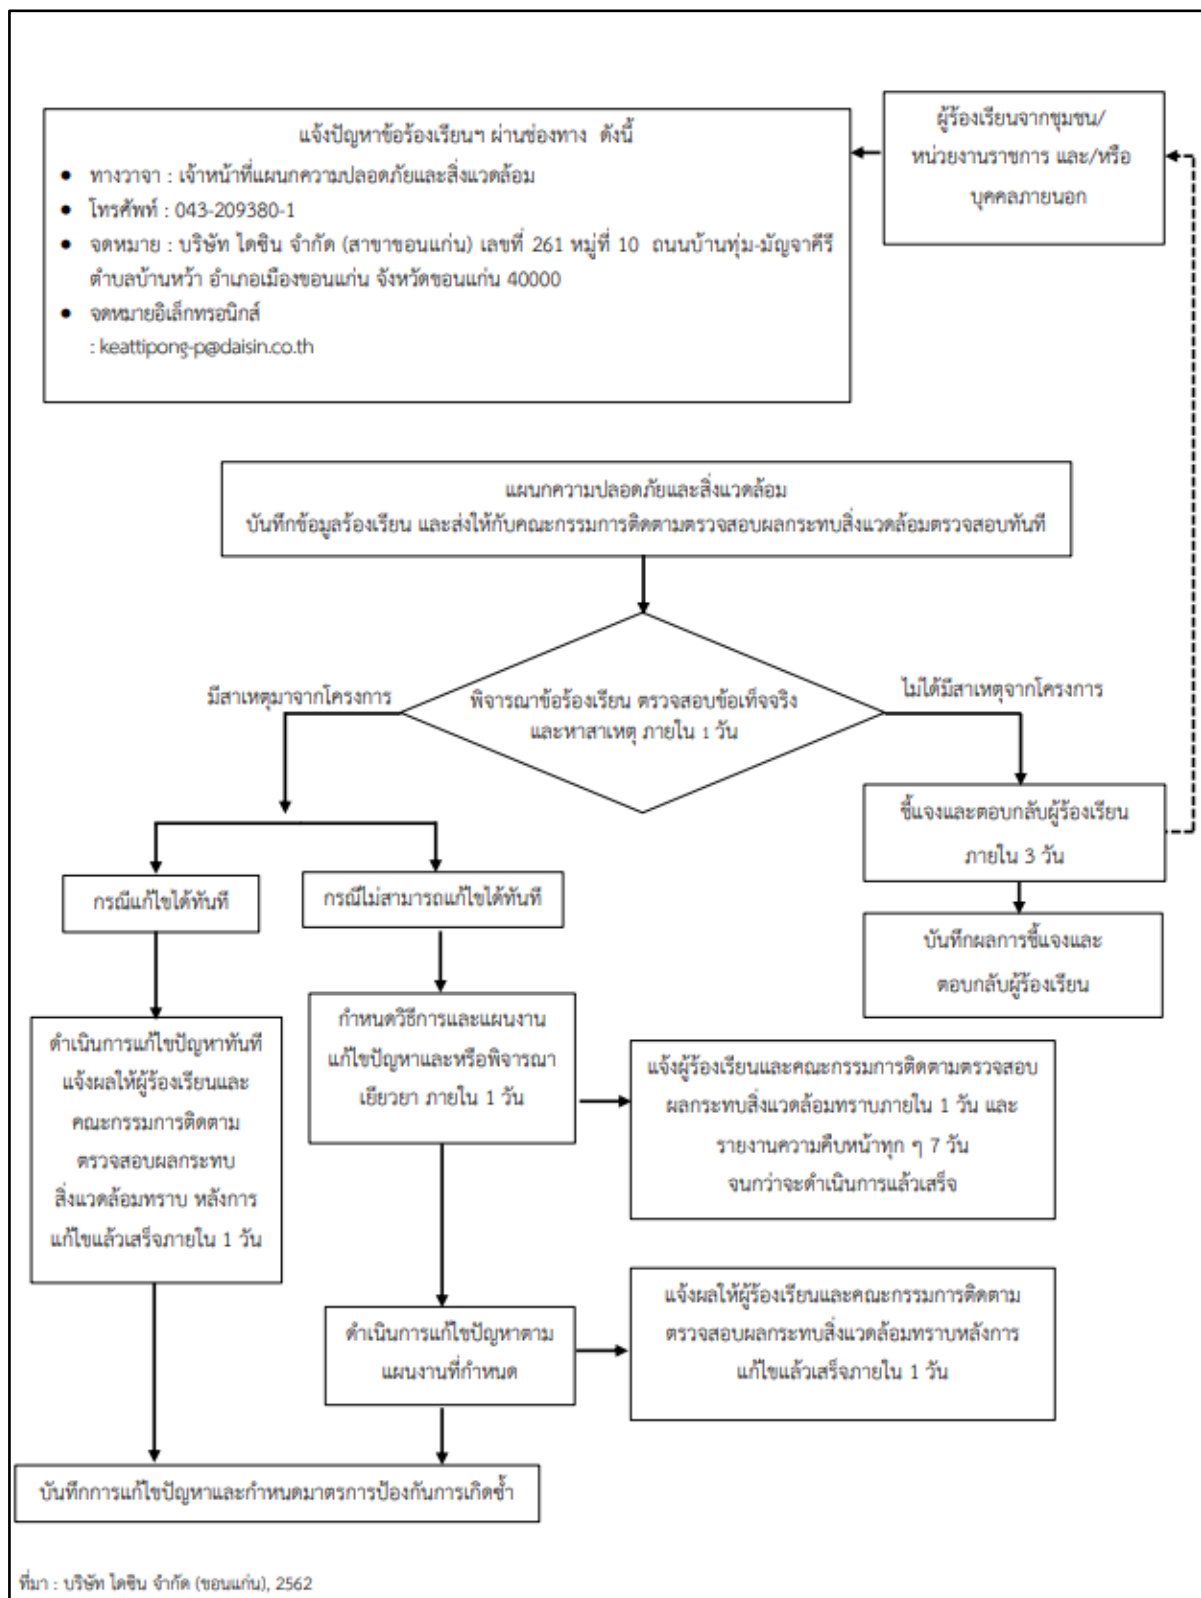 ผู้ร้องเรียนจากชุมชน/
หน่วยงานราชการ และ/หรือ
บุคคลภายนอก
แจ้งปัญหาข้อร้องเรียนฯ ผ่านช่องทาง ดังนี้
• ทางวาจา : เจ้าหน้าที่แผนกความปลอดภัยและสิ่งแวดล้อม
• โทรศัพท์ : 043-209380-1
• จดหมาย : บริษัท ไดซิน จำกัด (สาขาขอนแก่น) เลขที่ 261 หมู่ที่ 10 ถนนบ้านทุ่ม-มัญจาคีรี
ตำบลบ้านหว้า อำเภอเมืองขอนแก่น จังหวัดขอนแก่น 40000
• จดหมายอิเล็กทรอนิกส์
: keattipong-p@daisin.co.th
แผนกความปลอดภัยและสิ่งแวดล้อม
บันทึกข้อมูลร้องเรียน และส่งให้กับคณะกรรมการติดตามตรวจสอบผลกระทบสิ่งแวดล้อมตรวจสอบทันที
พิจารณาข้อร้องเรียน ตรวจสอบข้อเท็จจริง
และหาสาเหตุ ภายใน 1 วัน
มีสาเหตุมาจากโครงการ
ไม่ได้มีสาเหตุจากโครงการ
ชี้แจงและตอบกลับผู้ร้องเรียน
ภายใน 3 วัน
บันทึกผลการชี้แจงและ
ตอบกลับผู้ร้องเรียน
กรณีแก้ไขได้ทันที
กรณีไม่สามารถแก้ไขได้ทันที
ดำเนินการแก้ไขปัญหาทันที
แจ้งผลให้ผู้ร้องเรียนและ
คณะกรรมการติดตาม
ตรวจสอบผลกระทบ
สิ่งแวดล้อมทราบ หลังการ
แก้ไขแล้วเสร็จภายใน 1 วัน
กำหนดวิธีการและแผนงาน
แก้ไขปัญหาและหรือพิจารณา
เยียวยา ภายใน 1 วัน
แจ้งผู้ร้องเรียนและคณะกรรมการติดตามตรวจสอบ
ผลกระทบสิ่งแวดล้อมทราบภายใน 1 วัน และ
รายงานความคืบหน้าทุก ๆ 7 วัน
จนกว่าจะดำเนินการแล้วเสร็จ
ดำเนินการแก้ไขปัญหาตาม
แผนงานที่กำหนด
แจ้งผลให้ผู้ร้องเรียนและคณะกรรมการติดตาม
ตรวจสอบผลกระทบสิ่งแวดล้อมทราบหลังการ
แก้ไขแล้วเสร็จภายใน 1 วัน
บันทึกการแก้ไขปัญหาและกำหนดมาตรการป้องกันการเกิดซ้ำ
ที่มา : บริษัท ไดซิน จำกัด (ขอนแก่น), 2562